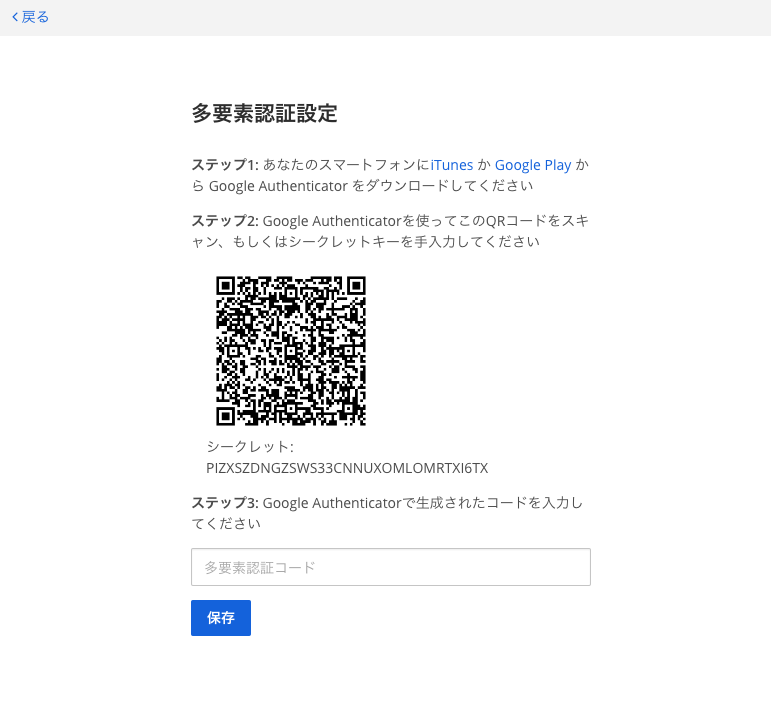 戻る
多要素認証設定
ステップ1: あなたのスマートフォンにiTunes か Google Play か
ら Google Authenticator をダウンロードしてください
ステップ2: Google Authenticatorを使ってこのQRコードをスキ
ャン、もしくはシークレットキーを手入力してください
シークレット:
PIZXSZDNGZSWS33CNNUXOMLOMRTXI6TX
ステップ3: Google Authenticatorで生成されたコードを入力し
てください
多要素認証コード
保存